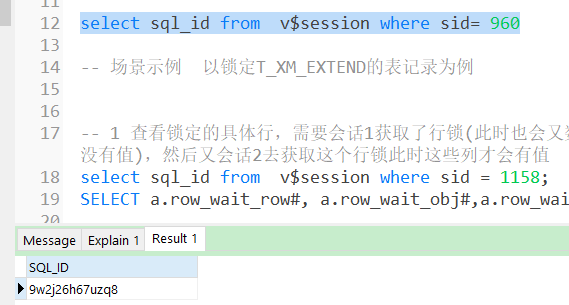 11
12 select sql_id from  v$session where sid= 960
13
14 -- 场景示例  以锁定T_XM_EXTEND的表记录为例
15
16
17 -- 1 查看锁定的具体行，需要会话1获取了行锁(此时也会又
没有值)，然后又会话2去获取这个行锁此时这些列才会有值
18 select sql_id from  v$session where sid = 1158;
19 SELECT a.row_wait_row#, a.row_wait_obj#,a.row_wai
20
Message Explain 1 Result 1
SQL_ID
9w2j26h67uzq8